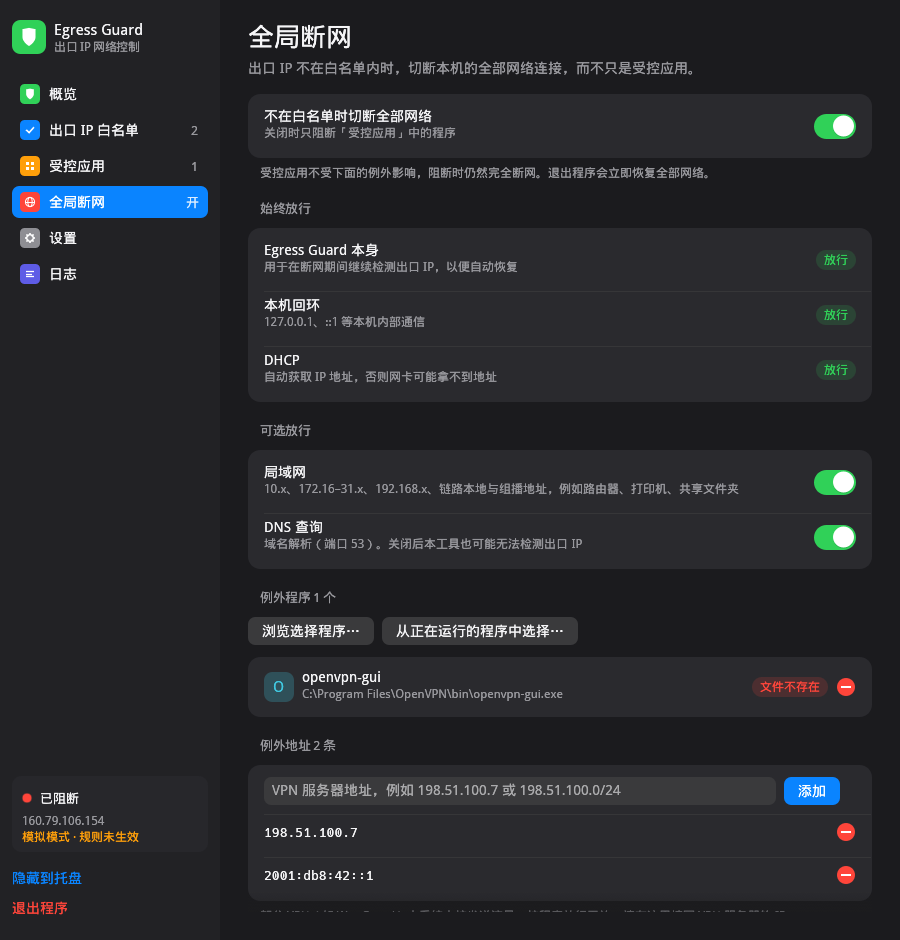 Egress Guard
出口 IP 网络控制
概览
出口 IP 白名单 2
受控应用 1
全局断网 开
设置
日志
已阻断
160.79.106.154
模拟模式 · 规则未生效
隐藏到托盘
退出程序
全局断网
出口 IP 不在白名单内时，切断本机的全部网络连接，而不只是受控应用。
不在白名单时切断全部网络
关闭时只阻断「受控应用」中的程序
受控应用不受下面的例外影响，阻断时仍然完全断网。退出程序会立即恢复全部网络。
始终放行
Egress Guard 本身
用于在断网期间继续检测出口 IP，以便自动恢复
放行
本机回环
127.0.0.1、::1 等本机内部通信
放行
DHCP
自动获取 IP 地址，否则网卡可能拿不到地址
放行
可选放行
局域网
10.x、172.16–31.x、192.168.x、链路本地与组播地址，例如路由器、打印机、共享文件夹
DNS 查询
域名解析（端口 53）。关闭后本工具也可能无法检测出口 IP
例外程序 1 个
浏览选择程序…
从正在运行的程序中选择…
O
openvpn-gui
C:\Program Files\OpenVPN\bin\openvpn-gui.exe
文件不存在
例外地址 2 条
VPN 服务器地址，例如 198.51.100.7 或 198.51.100.0/24
添加
198.51.100.7
2001:db8:42::1